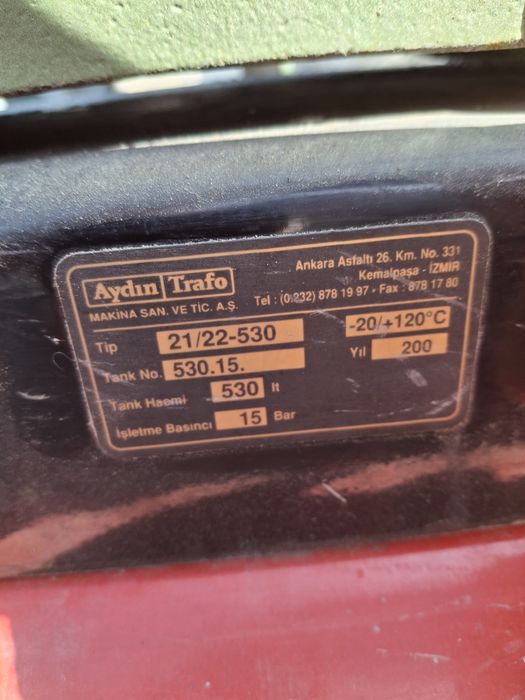 Aydın Trafo
MAKİNA SAN. VE TİC. A.Ş.
Ankara Asfaltı 26. Km. No. 331
Kemalpaşa - İZMİR
Tel : (0.232) 878 19 97 • Fax : 878 17 80
Tip 21/22-530 -20/+120°C
Tank No. 530.15. Yıl 200
Tank Hacmi 530 lt
İşletme Basıncı 15 Bar